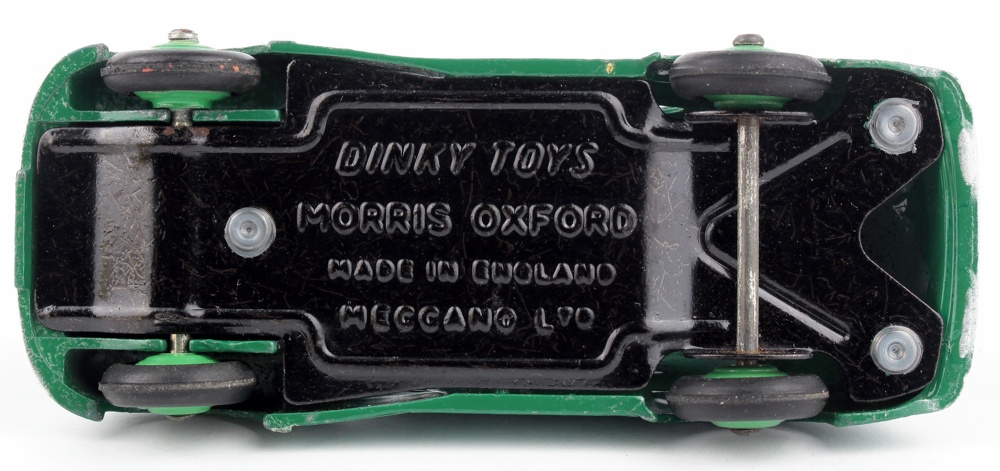 DINKY TOYS
MORRIS OXFORD
MADE IN ENGLAND
MECCANO LTD